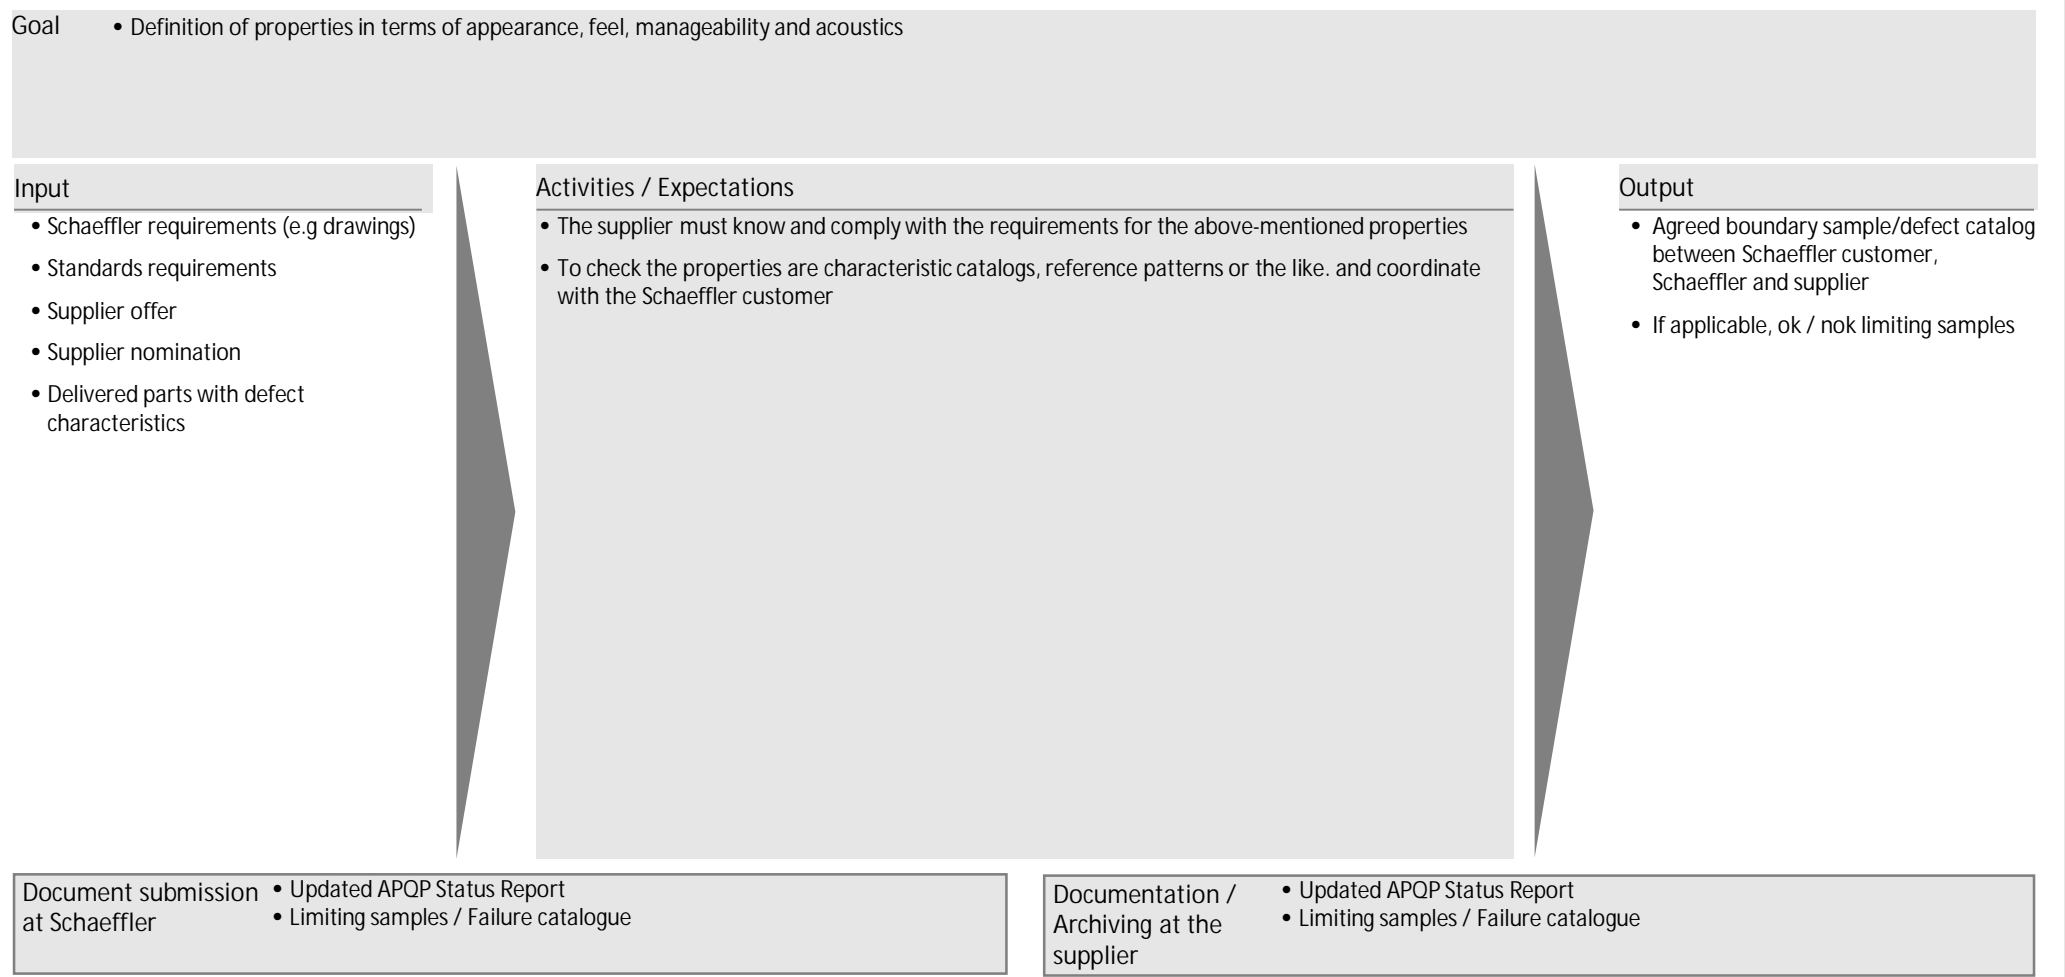 Goal • Definition of properties in terms of appearance, feel, manageability and acoustics
Input
• Schaeffler requirements (e.g drawings)
• Standards requirements
• Supplier offer
• Supplier nomination
• Delivered parts with defect
characteristics
Activities / Expectations
• The supplier must know and comply with the requirements for the above-mentioned properties
• To check the properties are characteristic catalogs, reference patterns or the like. and coordinate
with the Schaeffler customer
Output
• Agreed boundary sample/defect catalog
between Schaeffler customer,
Schaeffler and supplier
• If applicable, ok / nok limiting samples
Document submission
at Schaeffler
• Updated APQP Status Report
• Limiting samples / Failure catalogue
Documentation /
Archiving at the
supplier
• Updated APQP Status Report
• Limiting samples / Failure catalogue